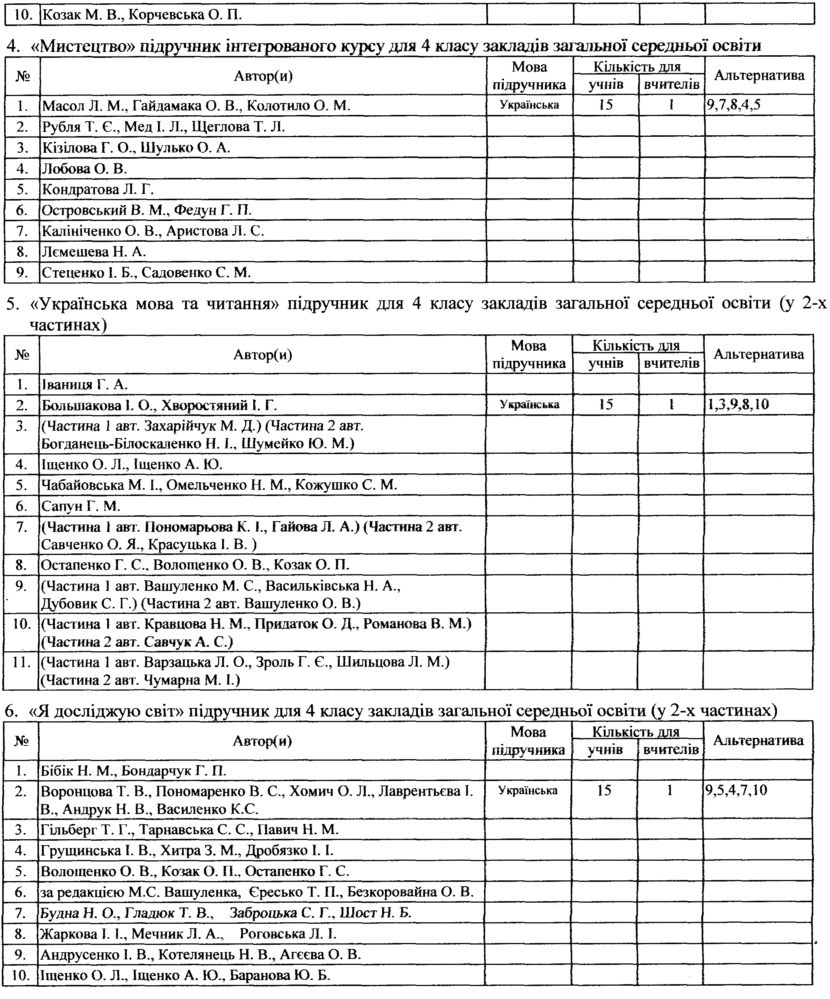 10. Козак М. В., Корчевська О. П.
4. «Мистецтво» підручник інтегрованого курсу для 4 класу закладів загальної середньої освіти
№ Автор(и) Мова підручника Кількість для учнів вчителів Альтернатива
1. Масол Л. М., Гайдамака О. В., Колотило О. М. Українська 15 1 9,7,8,4,5
2. Рубля Т. Є., Мед І. Л., Щеглова Т. Л.
3. Кізілова Г. О., Шулько О. А.
4. Лобова О. В.
5. Кондратова Л. Г.
6. Островський В. М., Федун Г. П.
7. Калініченко О. В., Аристова Л. С.
8. Лємешева Н. А.
9. Стеценко І. Б., Садовенко С. М.
5. «Українська мова та читання» підручник для 4 класу закладів загальної середньої освіти (у 2-х
частинах)
№ Автор(и) Мова підручника Кількість для учнів вчителів Альтернатива
1. Іваниця Г. А.
2. Большакова І. О., Хворостяний І. Г. Українська 15 1 1,3,9,8,10
3. (Частина 1 авт. Захарійчук М. Д.) (Частина 2 авт.
Богданець-Білоскаленко Н. І., Шумейко Ю. М.)
4. Іщенко О. Л., Іщенко А. Ю.
5. Чабайовська М. І., Омельченко Н. М., Кожушко С. М.
6. Сапун Г. М.
7. (Частина 1 авт. Пономарьова К. І., Гайова Л. А.) (Частина 2 авт.
Савченко О. Я., Красуцька І. В. )
8. Остапенко Г. С., Волощенко О. В., Козак О. П.
9. (Частина 1 авт. Вашуленко М. С., Васильківська Н. А.,
Дубовик С. Г.) (Частина 2 авт. Вашуленко О. В.)
10. (Частина 1 авт. Кравцова Н. М., Придаток О. Д., Романова В. М.)
(Частина 2 авт. Савчук А. С.)
11. (Частина 1 авт. Варзацька Л. О., Зроль Г. Є., Шильцова Л. М.)
(Частина 2 авт. Чумарна М. І.)
6. «Я досліджую світ» підручник для 4 класу закладів загальної середньої освіти (у 2-х частинах)
№ Автор(и) Мова підручника Кількість для учнів вчителів Альтернатива
1. Бібік Н. М., Бондарчук Г. П.
2. Воронцова Т. В., Пономаренко В. С., Хомич О. Л., Лаврентьєва І. Українська 15 1 9,5,4,7,10
В., Андрук Н. В., Василенко К.С.
3. Гільберг Т. Г., Тарнавська С. С., Павич Н. М.
4. Грущинська І. В., Хитра З. М., Дробязко І. І.
5. Волощенко О. В., Козак О. П., Остапенко Г. С.
6. за редакцією М.С. Вашуленка, Єресько Т. П., Безкоровайна О. В.
7. Будна Н. О., Гладюк Т. В., Заброцька С. Г., Шост Н. Б.
8. Жаркова І. І., Мечник Л. А., Роговська Л. І.
9. Андрусенко І. В., Котелянець Н. В., Агєєва О. В.
10. Іщенко О. Л., Іщенко А. Ю., Баранова Ю. Б.